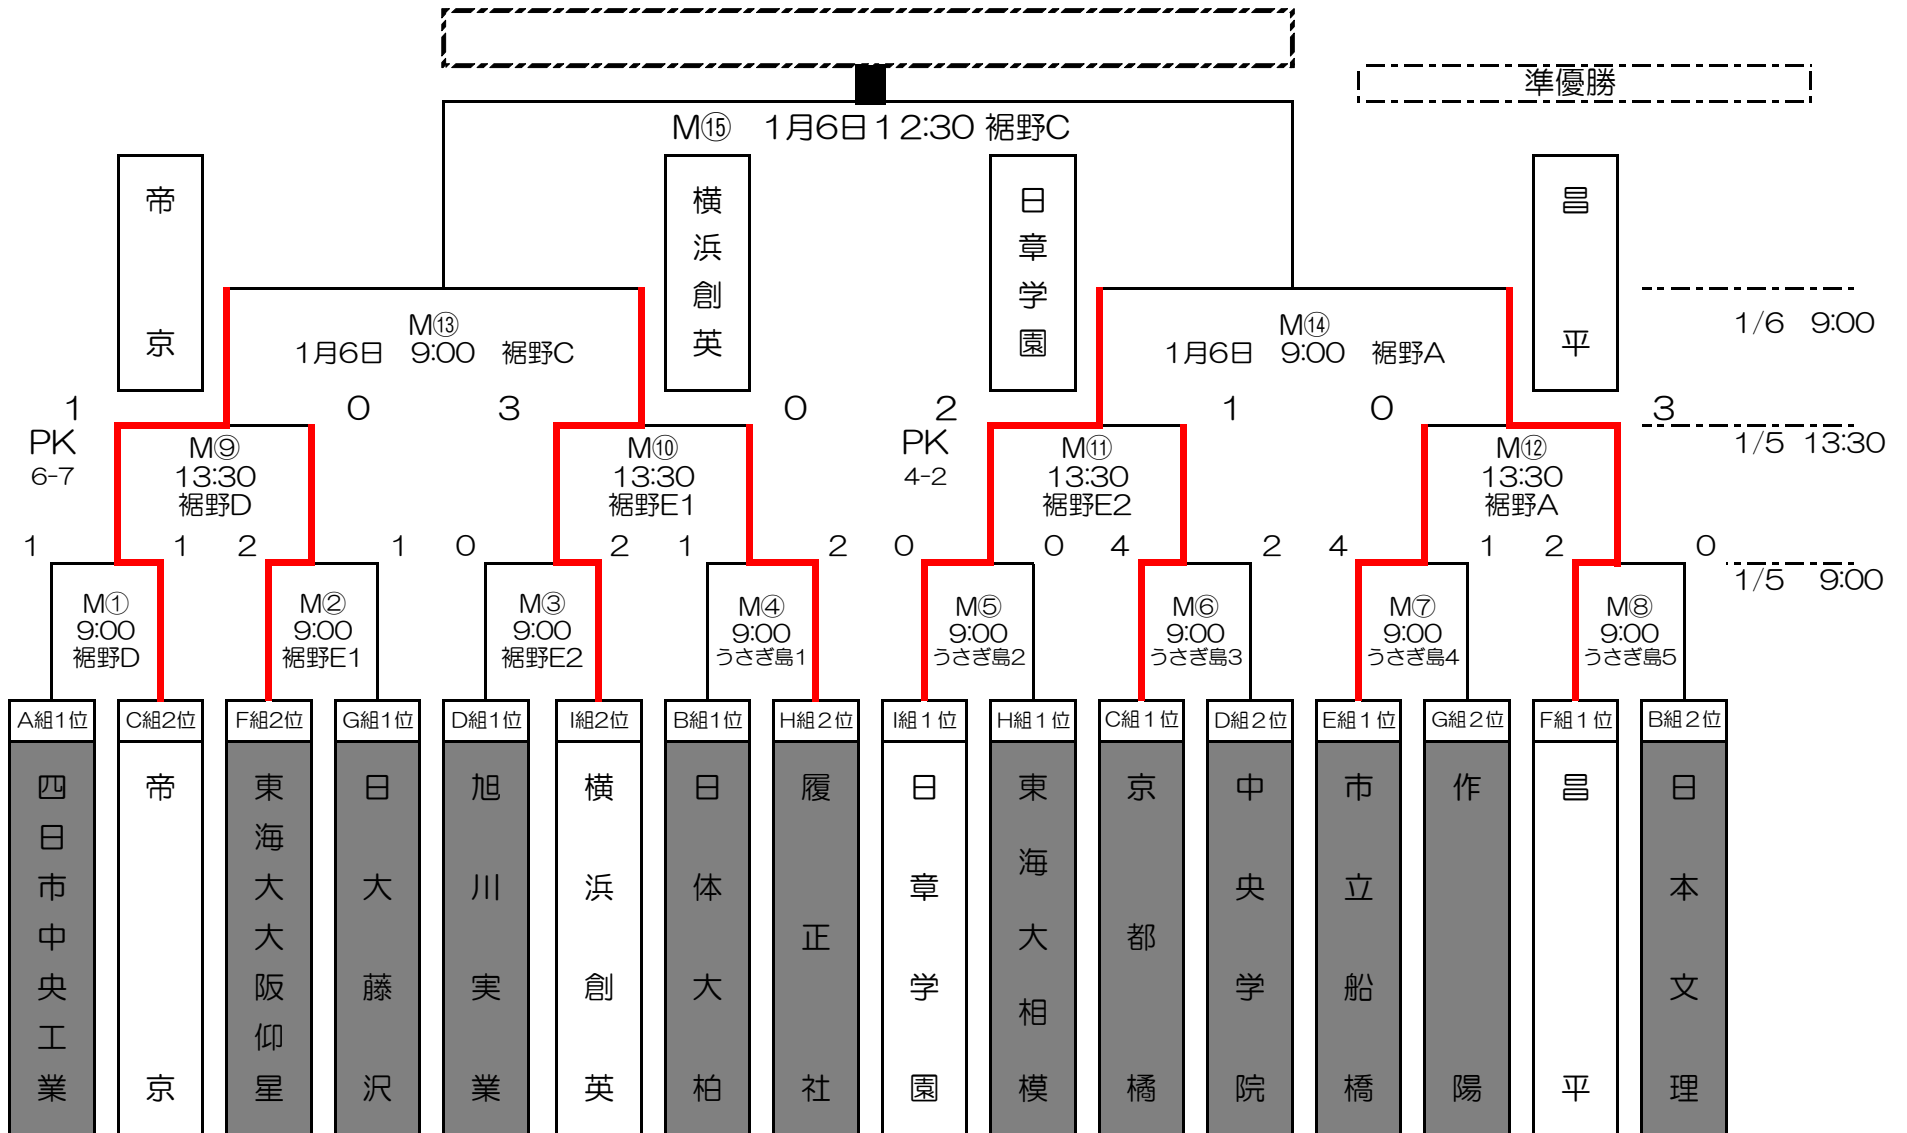 準優勝
M⑮ 1月6日12:30 裾野C
帝京
横浜創英
日章学園
昌平
M⑬
1月6日 9:00 裾野C
M⑭
1月6日 9:00 裾野A
1/6 9:00
1 0 3 0 2 1 0 3
PK
6-7
PK
4-2
M⑨
13:30
裾野D
M⑩
13:30
裾野E1
M⑪
13:30
裾野E2
M⑫
13:30
裾野A
1/5 13:30
1 1 2 1 0 2 1 2 0 0 4 2 4 1 2 0
1/5 9:00
M①
9:00
裾野D
M②
9:00
裾野E1
M③
9:00
裾野E2
M④
9:00
うさぎ島1
M⑤
9:00
うさぎ島2
M⑥
9:00
うさぎ島3
M⑦
9:00
うさぎ島4
M⑧
9:00
うさぎ島5
A組1位 C組2位 F組2位 G組1位 D組1位 I組2位 B組1位 H組2位 I組1位 H組1位 C組1位 D組2位 E組1位 G組2位 F組1位 B組2位
四日市中央工業
帝京
東海大大阪仰星
日大藤沢
旭川実業
横浜創英
日体大柏
履正社
日章学園
東海大相模
京都橘
中央学院
市立船橋
作陽
昌平
日本文理